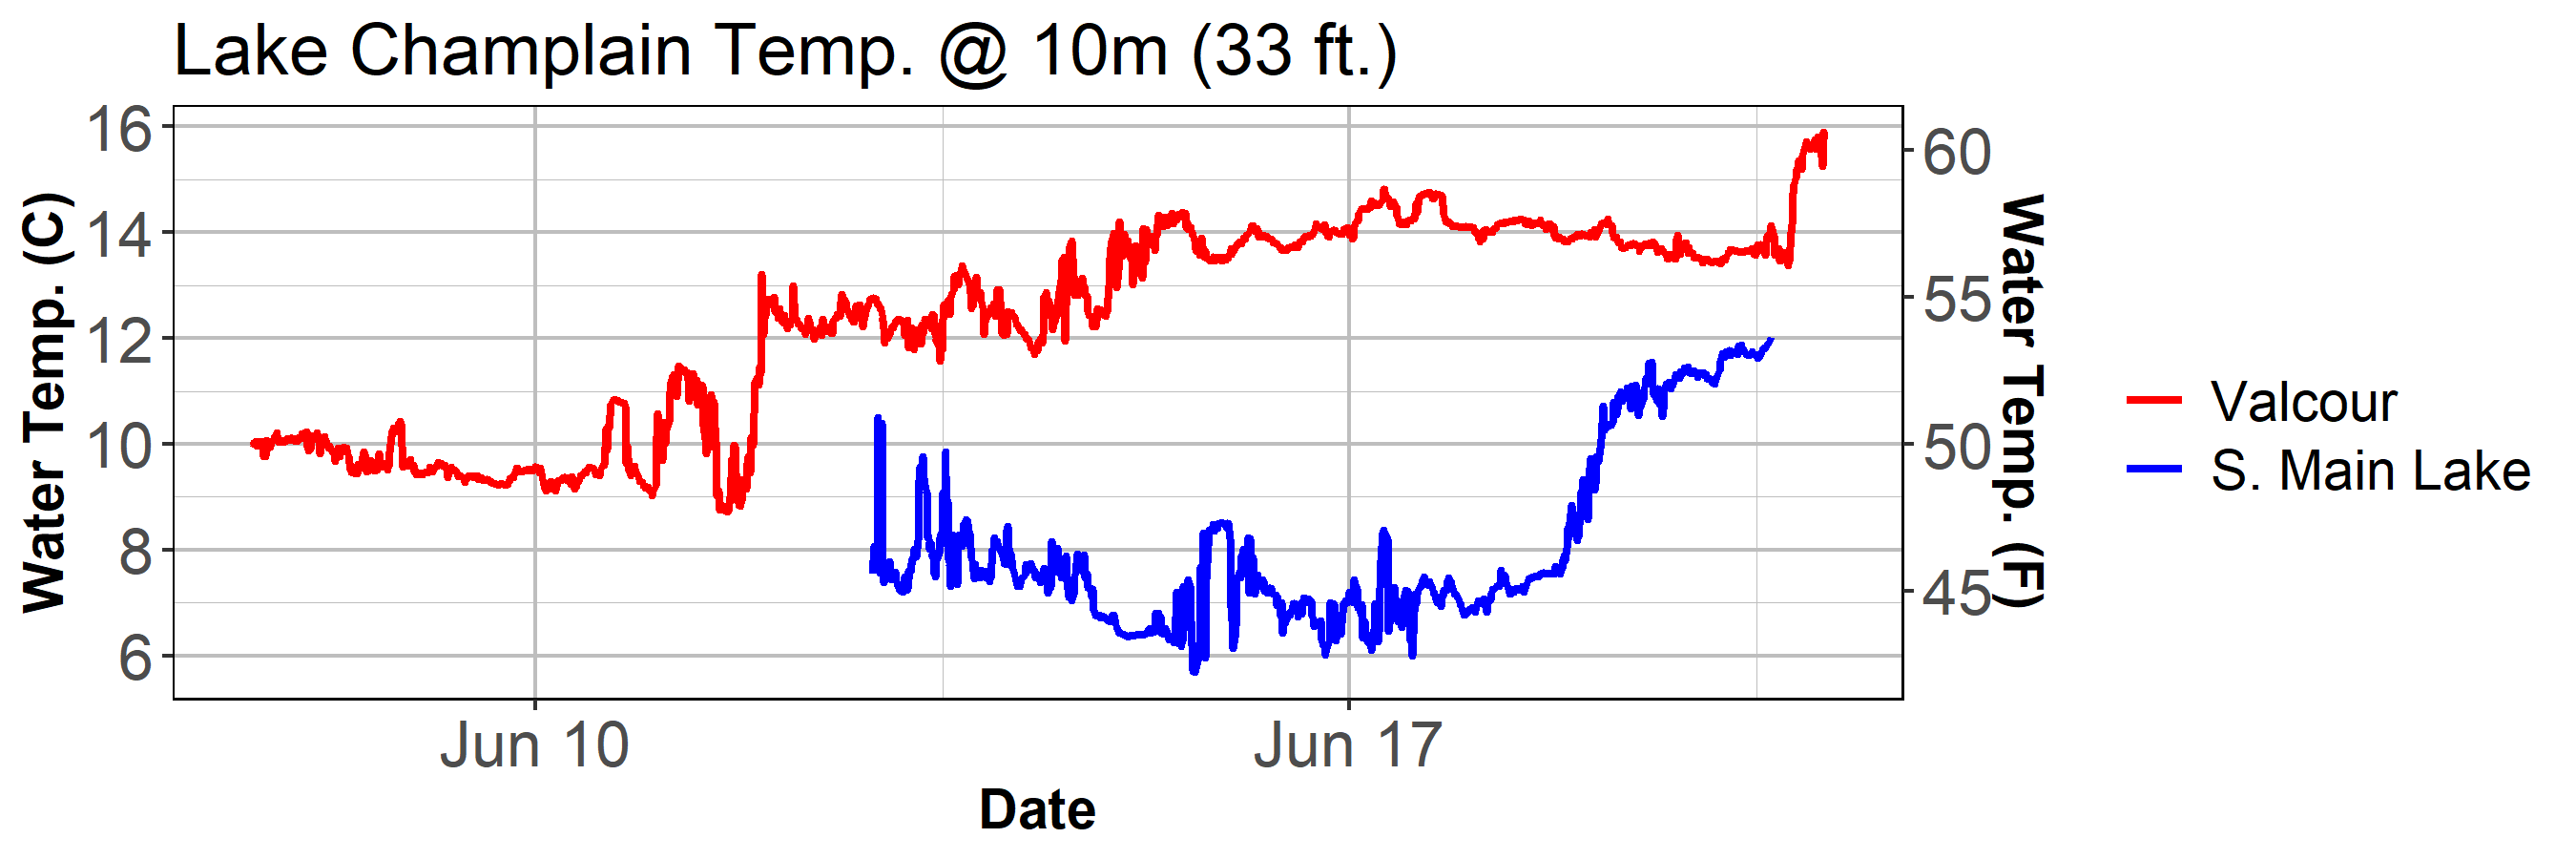 Lake Champlain Temp. @ 10m (33 ft.)
Water Temp. (C)
16
14
12
10
8
6
60
55
50
45
Water Temp. (F)
Jun 10
Jun 17
Date
Valcour
S. Main Lake